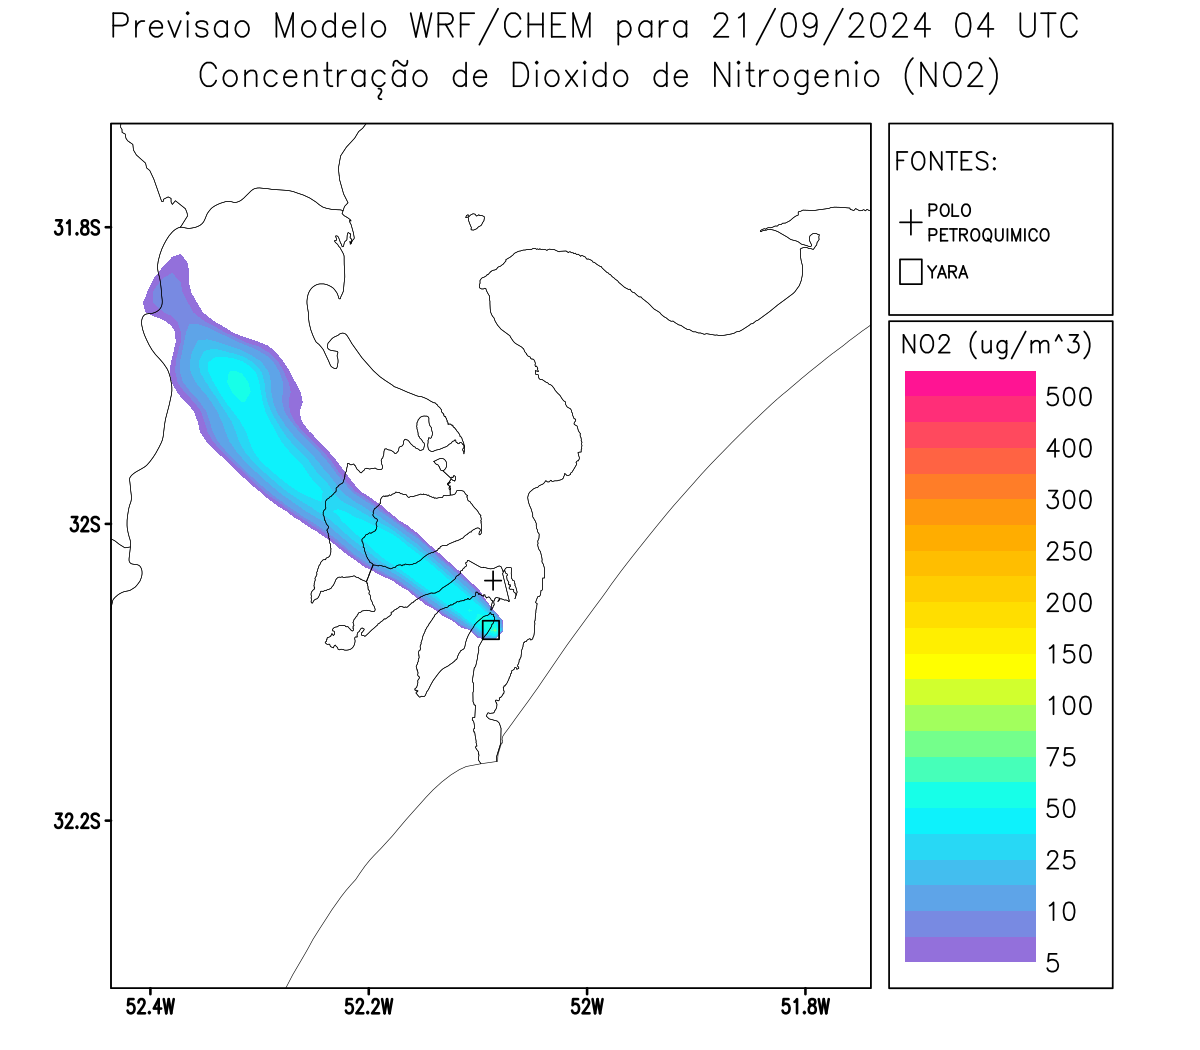 Previsao Modelo WRF/CHEM para 21/09/2024 04 UTC
Concentração de Dioxido de Nitrogenio (NO2)
FONTES:
POLO
PETROQUIMICO
YARA
NO2 (ug/m^3)
500
400
300
250
200
150
100
75
50
25
10
5
31.8S
32S
32.2S
52.4W
52.2W
52W
51.8W